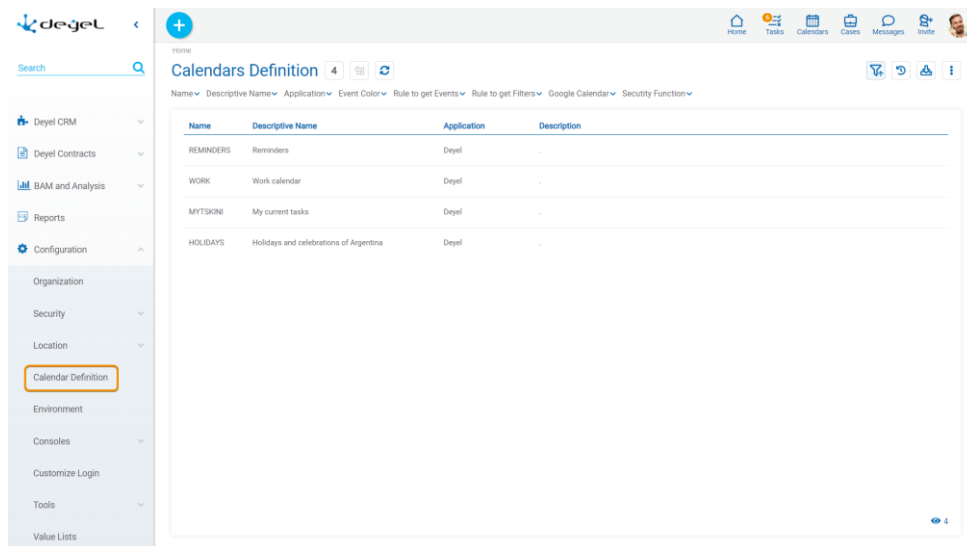 deyel
Search
Deyel CRM
Deyel Contracts
BAM and Analysis
Reports
Configuration
Organization
Security
Location
Calendar Definition
Environment
Consoles
Customize Login
Tools
Value Lists
6
Home Tasks Calendars Cases Messages Invite
Home
Calendars Definition 4
Name Descriptive Name Application Event Color Rule to get Events Rule to get Filters Google Calendar Secutity Function
Name Descriptive Name Application Description
REMINDERS Reminders Deyel .
WORK Work calendar Deyel .
MYTSKINI My current tasks Deyel .
HOLIDAYS Holidays and celebrations of Argentina Deyel .
4